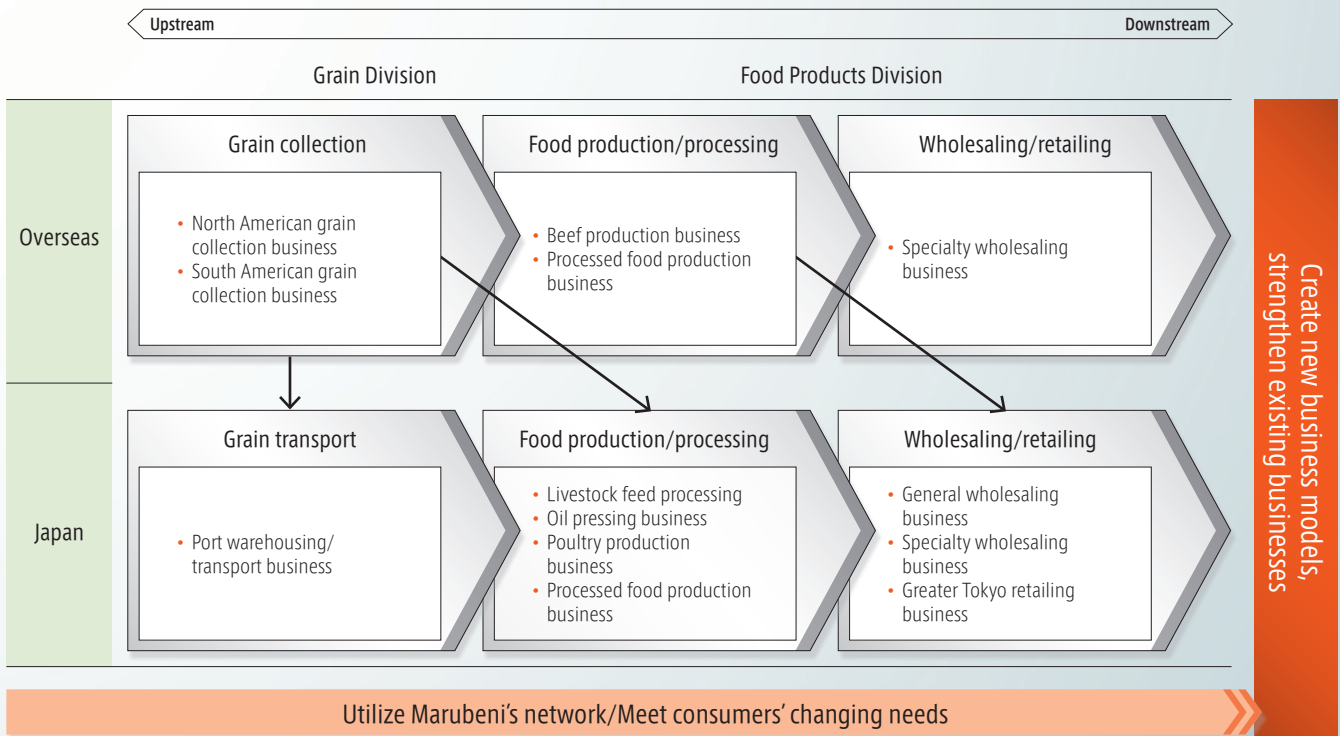 Upstream
Downstream
Grain Division
Food Products Division
Overseas
Grain collection
• North American grain
collection business
• South American grain
collection business
Food production/processing
• Beef production business
• Processed food production
business
Wholesaling/retailing
• Specialty wholesaling
business
Japan
Grain transport
• Port warehousing/
transport business
Food production/processing
• Livestock feed processing
• Oil pressing business
• Poultry production
business
• Processed food production
business
Wholesaling/retailing
• General wholesaling
business
• Specialty wholesaling
business
• Greater Tokyo retailing
business
Create new business models,
strengthen existing businesses
Utilize Marubeni’s network/Meet consumers’ changing needs